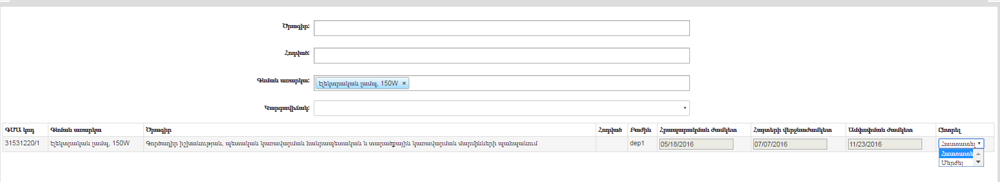 Ծրագիր:
Հոդված:
Գնման առարկա:
Էլեկտրական լամպ, 150W ×
Կարգավիճակ:
ԳՄԱ կոդ Գնման առարկա Ծրագիր Հոդված Բաժին Հրապարակման ժամկետ Հայտերի վերջնաժամկետ Ամփոփման ժամկետ Ընտրել
31531220/1 Էլեկտրական լամպ, 150W Գործադիր իշխանության, պետական կառավարման հանրապետական և տարածքային կառավարման մարմինների պահպանում dep1 05/18/2016 07/07/2016 11/23/2016 Հաստատել
Հաստատե
Մերժել